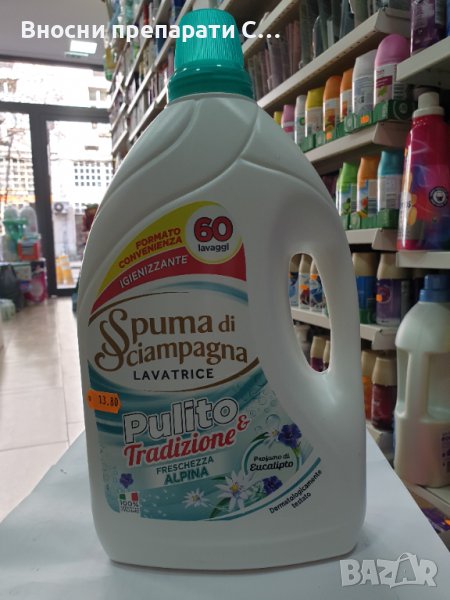 Вносни препарати С...
FORMATO
CONVENIENZA
60
lavaggi
IGIENIZZANTE
Spuma di
Sciampagna
LAVATRICE
13.80
Pulito
& Tradizione
FRESCHEZZA
ALPINA
Profumo di
Eucalipto
Dermatologicamente
testato
100%
BAZAR